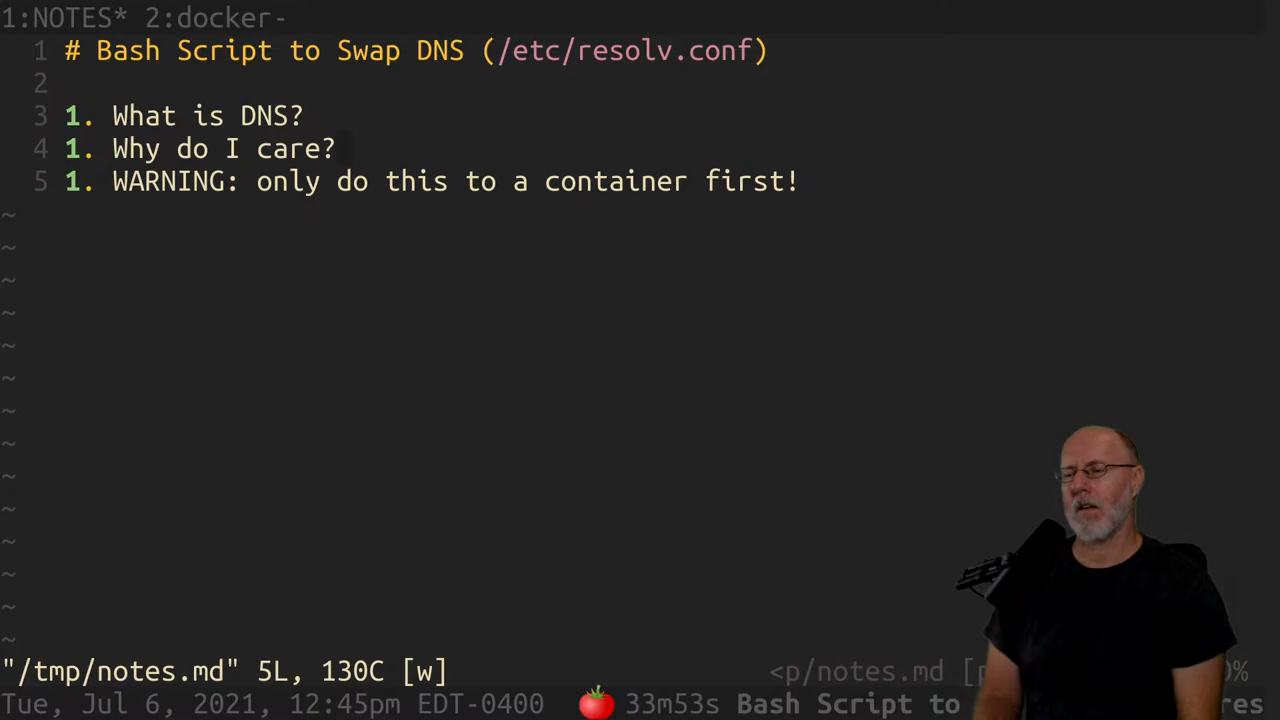 1:NOTES* 2:docker-
1 # Bash Script to Swap DNS (/etc/resolv.conf)
2
3 1. What is DNS?
4 1. Why do I care?
5 1. WARNING: only do this to a container first!
~
~
~
~
~
~
~
~
~
~
~
~
~
~
"/tmp/notes.md" 5L, 130C [w] <p/notes.md [p %
Tue, Jul 6, 2021, 12:45pm EDT-0400 33m53s Bash Script to res